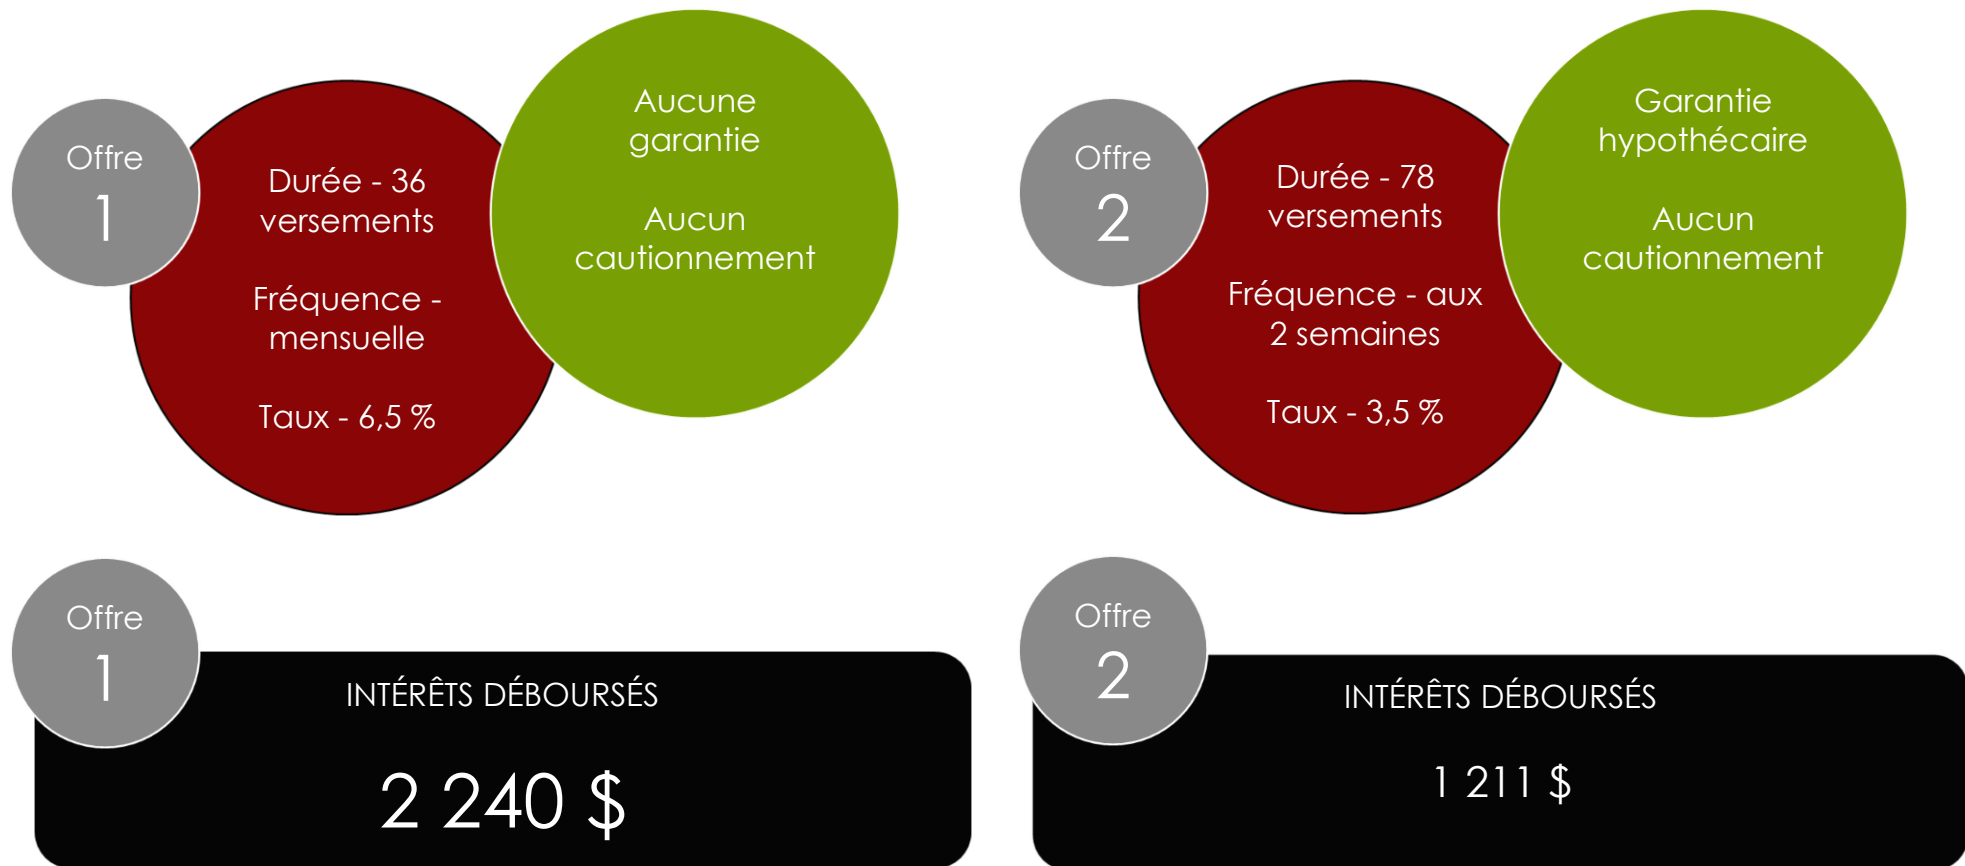 Offre
1
Durée - 36
versements
Fréquence -
mensuelle
Taux - 6,5 %
Aucune
garantie
Aucun
cautionnement
Offre
2
Durée - 78
versements
Fréquence - aux
2 semaines
Taux - 3,5 %
Garantie
hypothécaire
Aucun
cautionnement
Offre
1
INTÉRÊTS DÉBOURSÉS
2 240 $
Offre
2
INTÉRÊTS DÉBOURSÉS
1 211 $